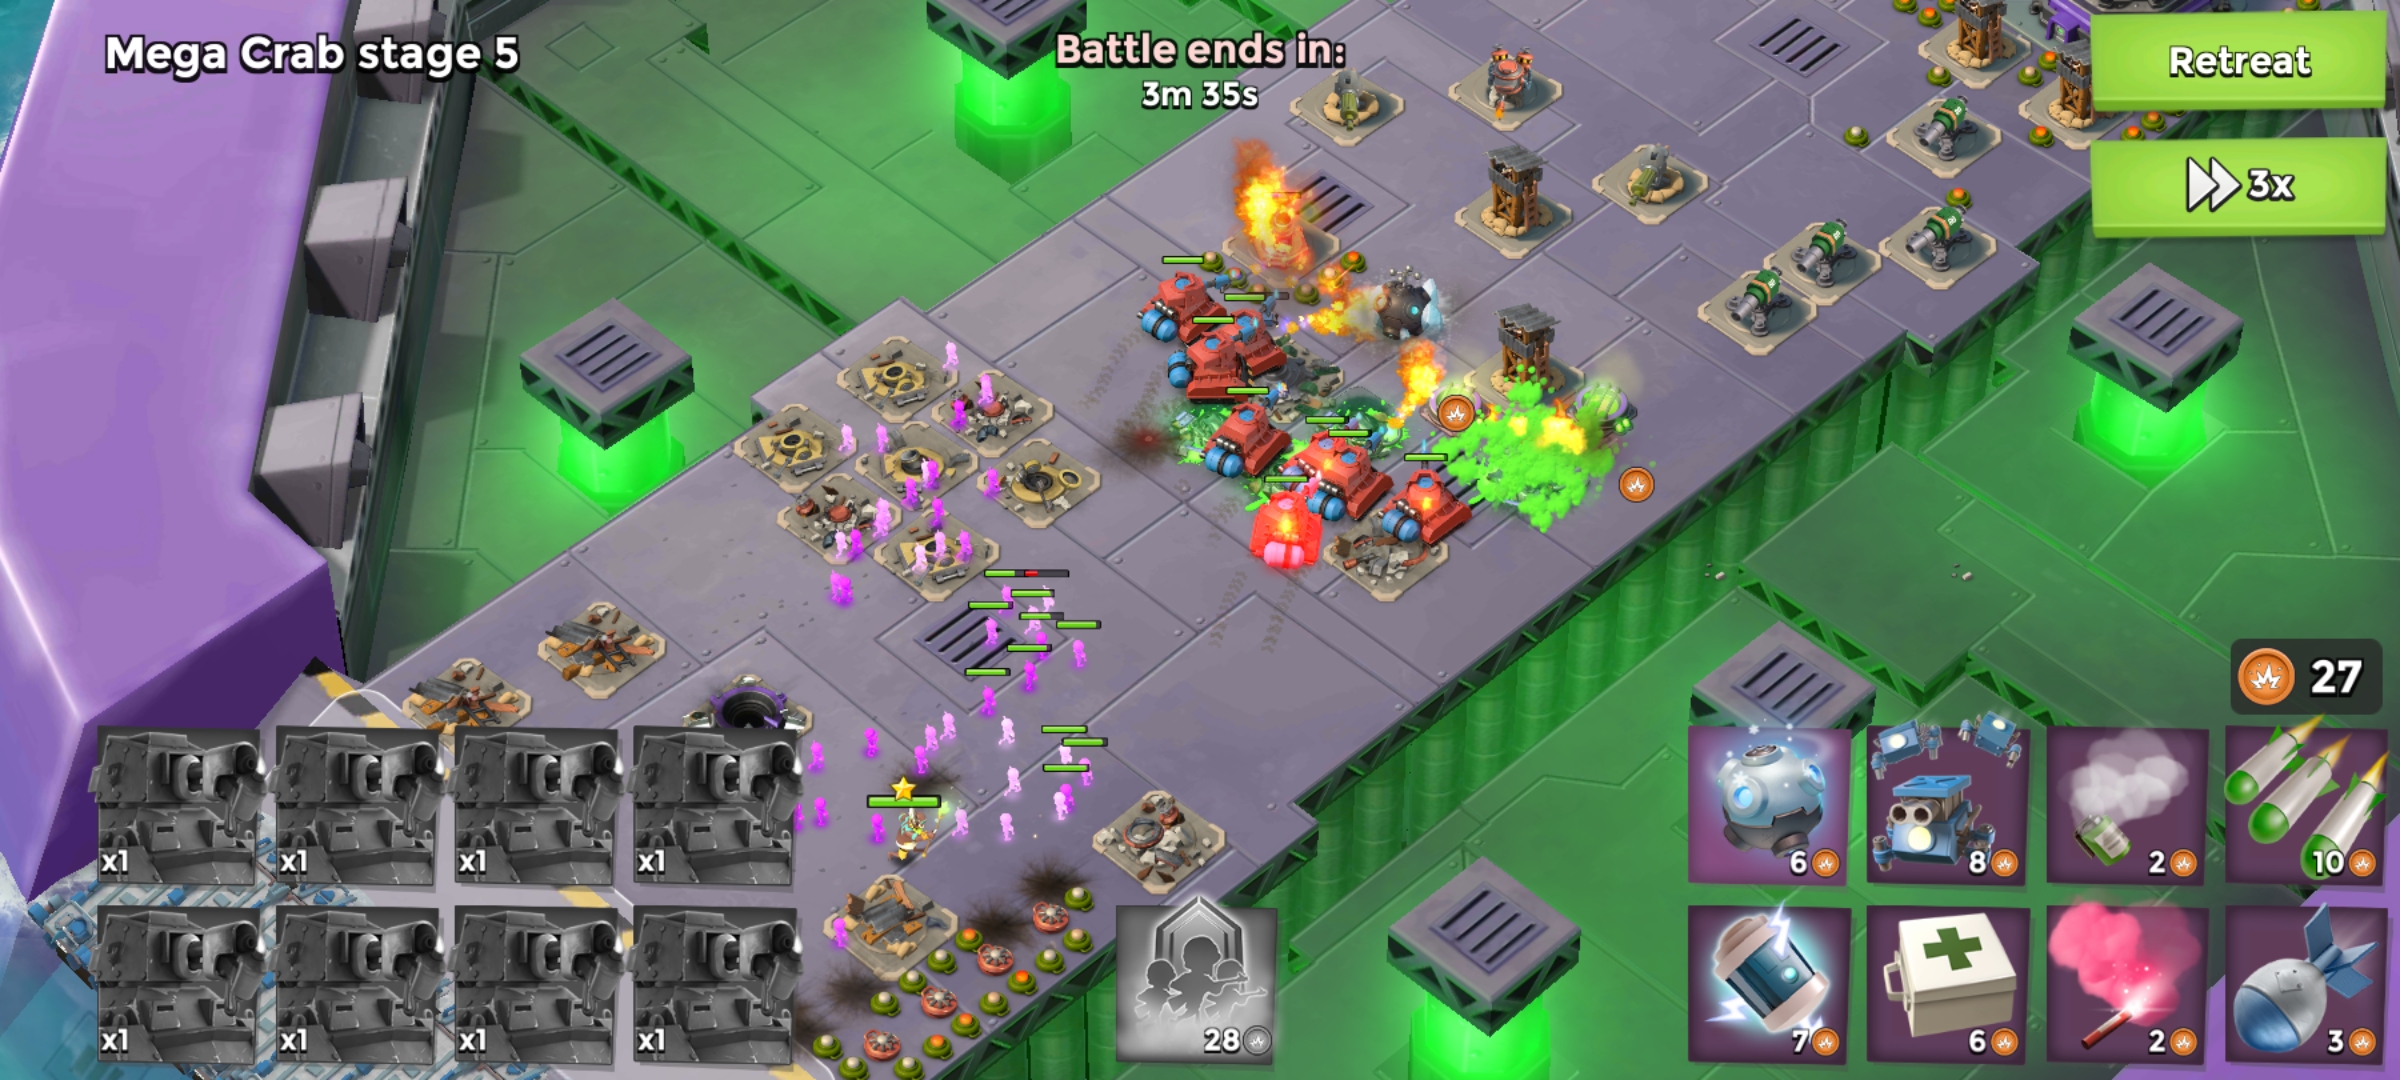 Mega Crab stage 5
Battle ends in:
3m 35s
Retreat
3x
27
6
8
2
10
x1
x1
x1
x1
7
6
2
3
x1
x1
x1
x1
28